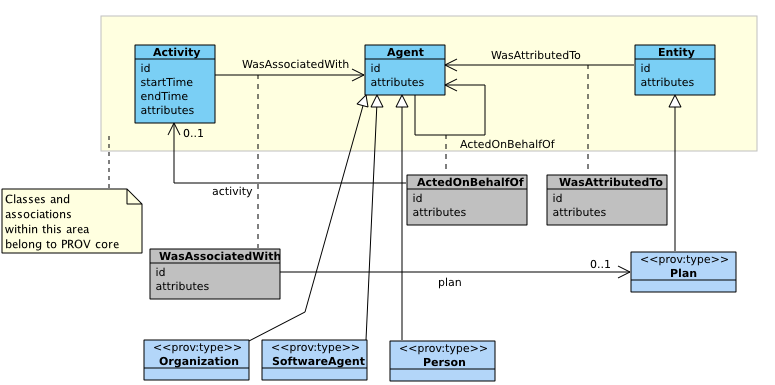 Activity
id
startTime
endTime
attributes
WasAssociatedWith
Agent
id
attributes
WasAttributedTo
Entity
id
attributes
0..1
ActedOnBehalfOf
activity
ActedOnBehalfOf
id
attributes
WasAttributedTo
id
attributes
Classes and
associations
within this area
belong to PROV core
WasAssociatedWith
id
attributes
plan
0..1
<<prov:type>>
Plan
<<prov:type>>
Organization
<<prov:type>>
SoftwareAgent
<<prov:type>>
Person